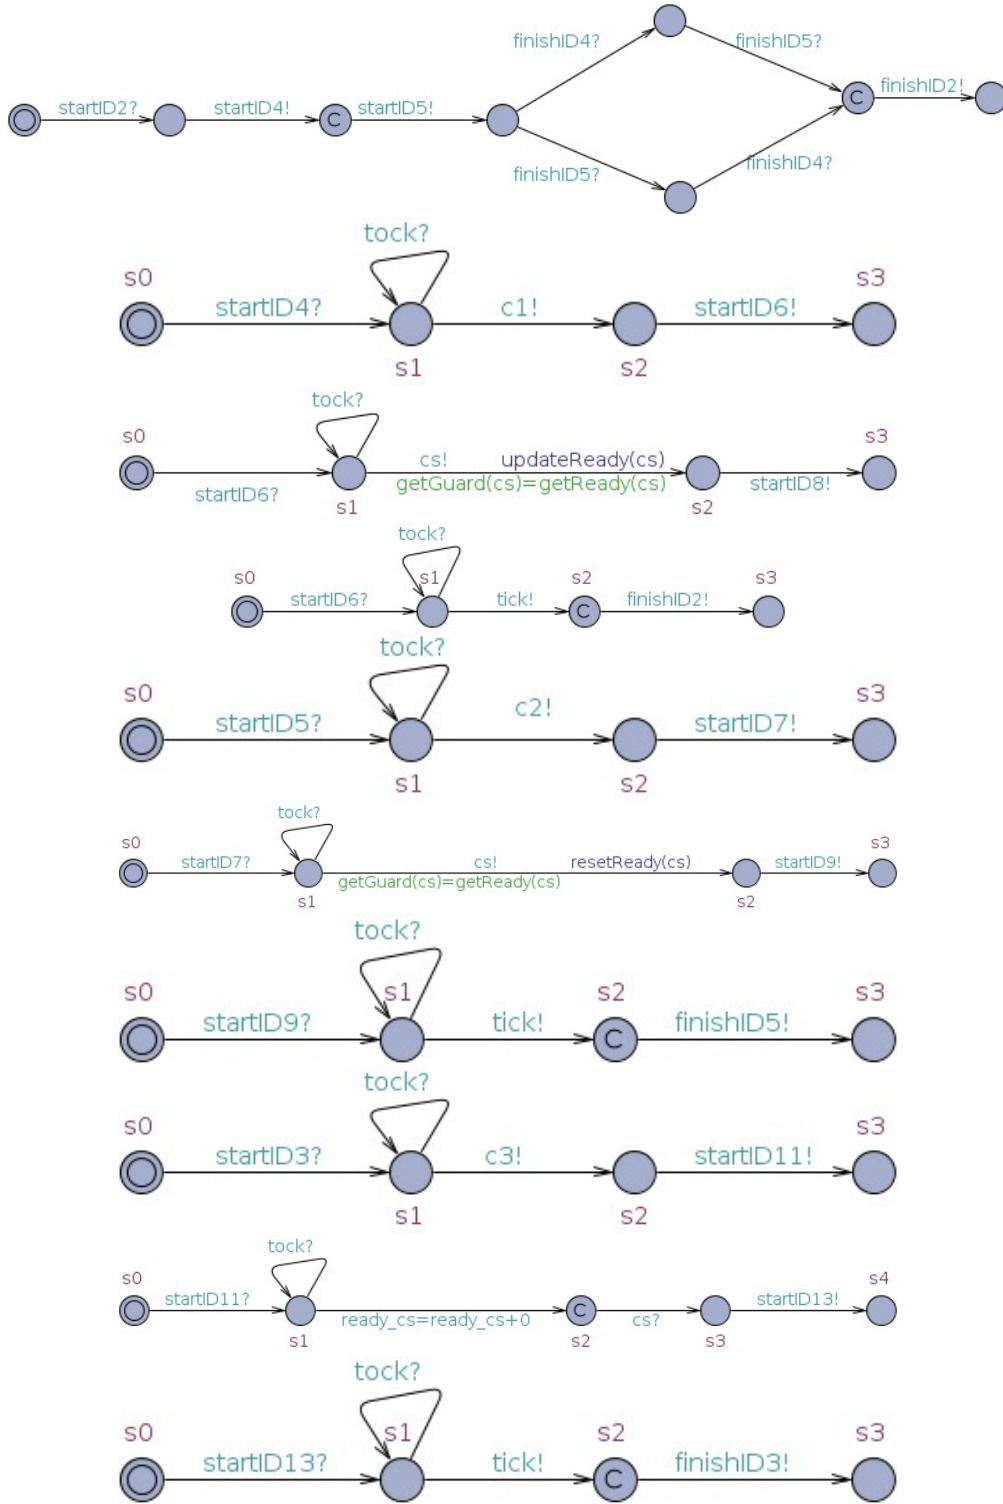 finishID4?
finishID5?
startID2?
startID4!
C
startID5!
C
finishID2!
finishID5?
finishID4?
tock?
s0
startID4?
c1!
startID6!
s3
s1
s2
tock?
s0
startID6?
cs!
updateReady(cs)
s3
getGuard(cs)=getReady(cs)
startID8!
s1
s2
tock?
s0
s1
s2
s3
startID6?
tick!
C
finishID2!
tock?
s0
startID5?
c2!
startID7!
s3
s1
s2
tock?
s0
startID7?
cs!
resetReady(cs)
startID9!
s3
getGuard(cs)=getReady(cs)
s1
s2
tock?
s0
s1
s2
s3
startID9?
tick!
C
finishID5!
tock?
s0
startID3?
c3!
startID11!
s3
s1
s2
tock?
s0
startID11?
startID13!
s4
ready_cs=ready_cs+0
C
cs?
s1
s2
s3
tock?
s0
s1
s2
s3
startID13?
tick!
C
finishID3!